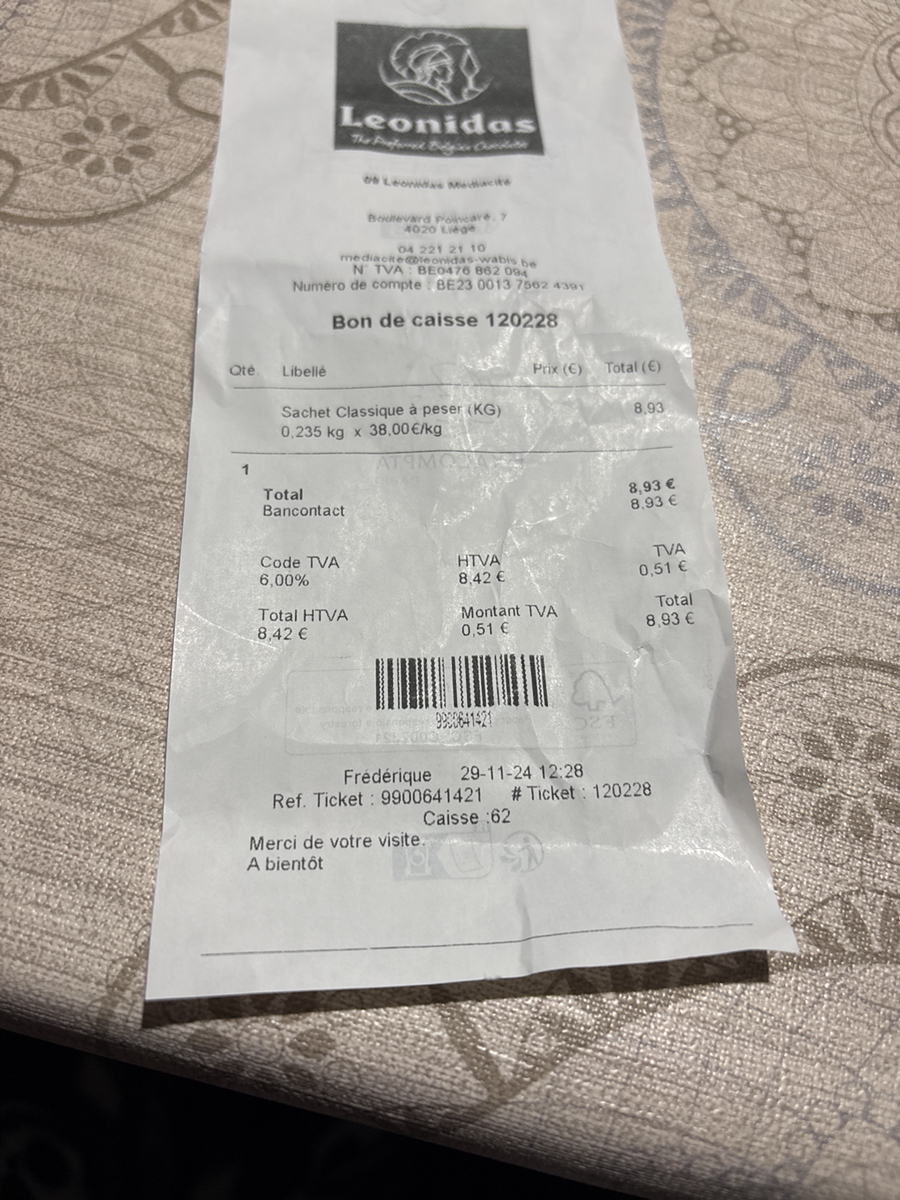 Leonidas
The Preferred Belgian Chocolates
Leonidas Médiacité
Boulevard Poincaré, 7
4020 Liège
04 221 21 10
mediacite@leonidas-wabis.be
N° TVA : BE0476 862 094
Numéro de compte : BE23 0013 7562 4391
Bon de caisse 120228
Qté. Libellé Prix (€) Total (€)
Sachet Classique à peser (KG) 8,93
0,235 kg x 38,00€/kg
1
Total 8,93 €
Bancontact 8,93 €
Code TVA HTVA TVA
6,00% 8,42 € 0,51 €
Total HTVA Montant TVA Total
8,42 € 0,51 € 8,93 €
9900641421
Frédérique 29-11-24 12:28
Ref. Ticket : 9900641421 # Ticket : 120228
Caisse :62
Merci de votre visite.
A bientôt